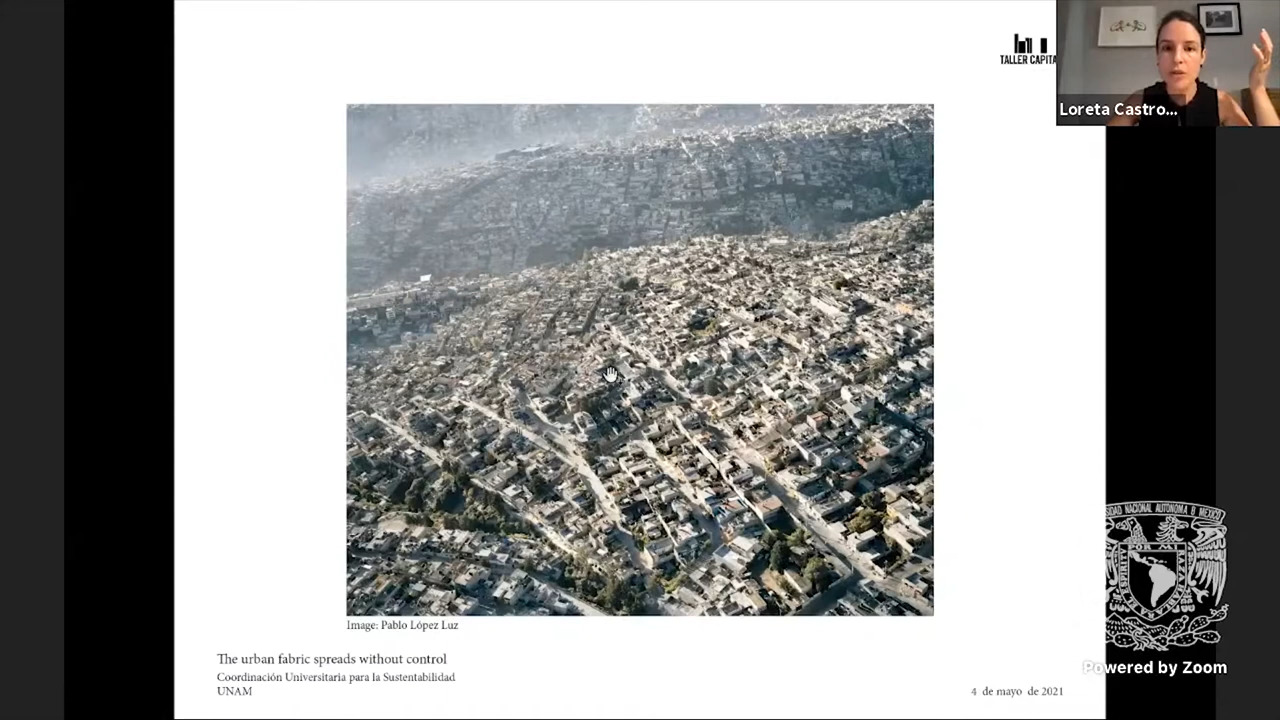 TALLER CAPITA
Loreta Castro...
Image: Pablo López Luz
The urban fabric spreads without control
Coordinación Universitaria para la Sustentabilidad
UNAM
4 de mayo de 2021
Powered by Zoom